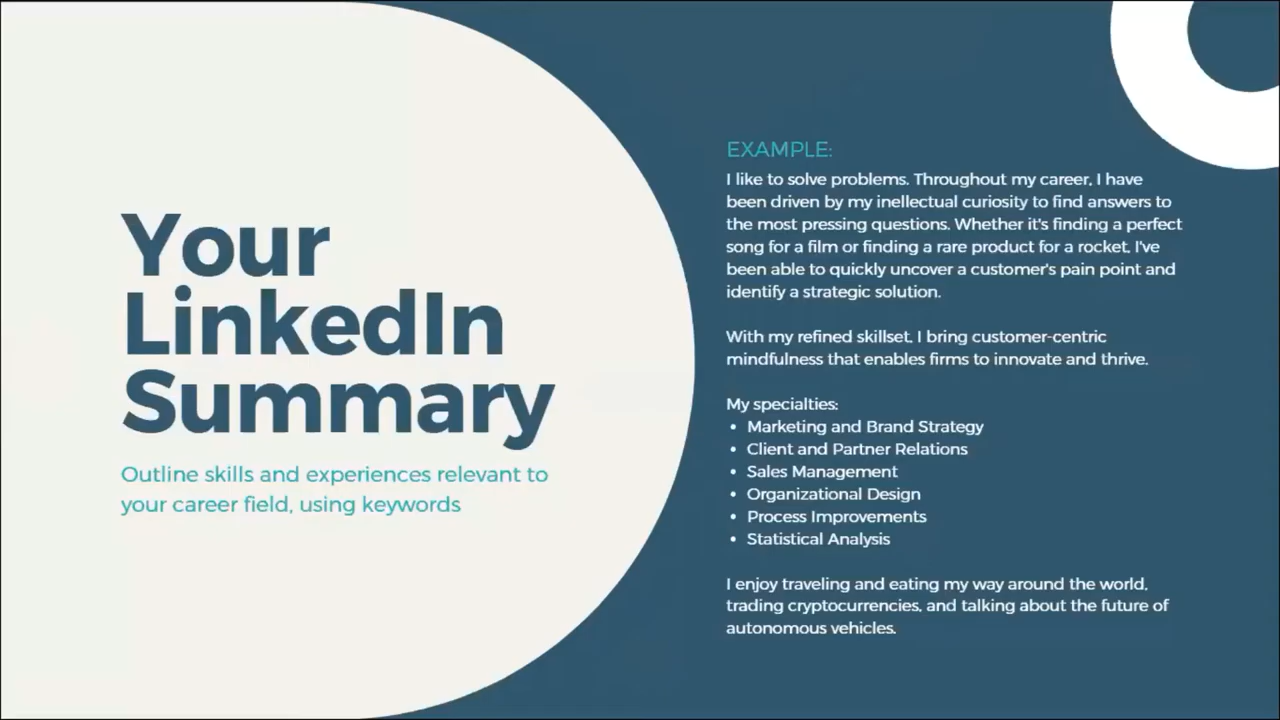 Your
LinkedIn
Summary
Outline skills and experiences relevant to
your career field, using keywords
EXAMPLE:
I like to solve problems. Throughout my career, I have
been driven by my inellectual curiosity to find answers to
the most pressing questions. Whether it's finding a perfect
song for a film or finding a rare product for a rocket, I've
been able to quickly uncover a customer's pain point and
identify a strategic solution.
With my refined skillset, I bring customer-centric
mindfulness that enables firms to innovate and thrive.
My specialties:
• Marketing and Brand Strategy
• Client and Partner Relations
• Sales Management
• Organizational Design
• Process Improvements
• Statistical Analysis
I enjoy traveling and eating my way around the world,
trading cryptocurrencies, and talking about the future of
autonomous vehicles.